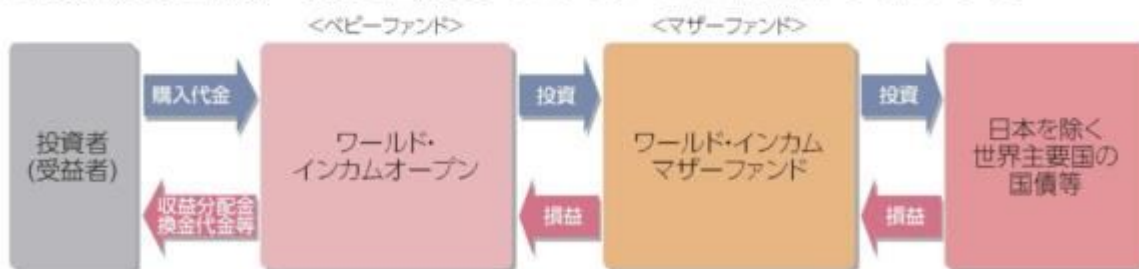 <ベビーファンド>
<マザーファンド>
購入代金
投資
投資
投資者
(受益者)
ワールド・
インカムオープン
ワールド・インカム
マザーファンド
日本を除く
世界主要国の
国債等
収益分配金
換金代金等
損益
損益